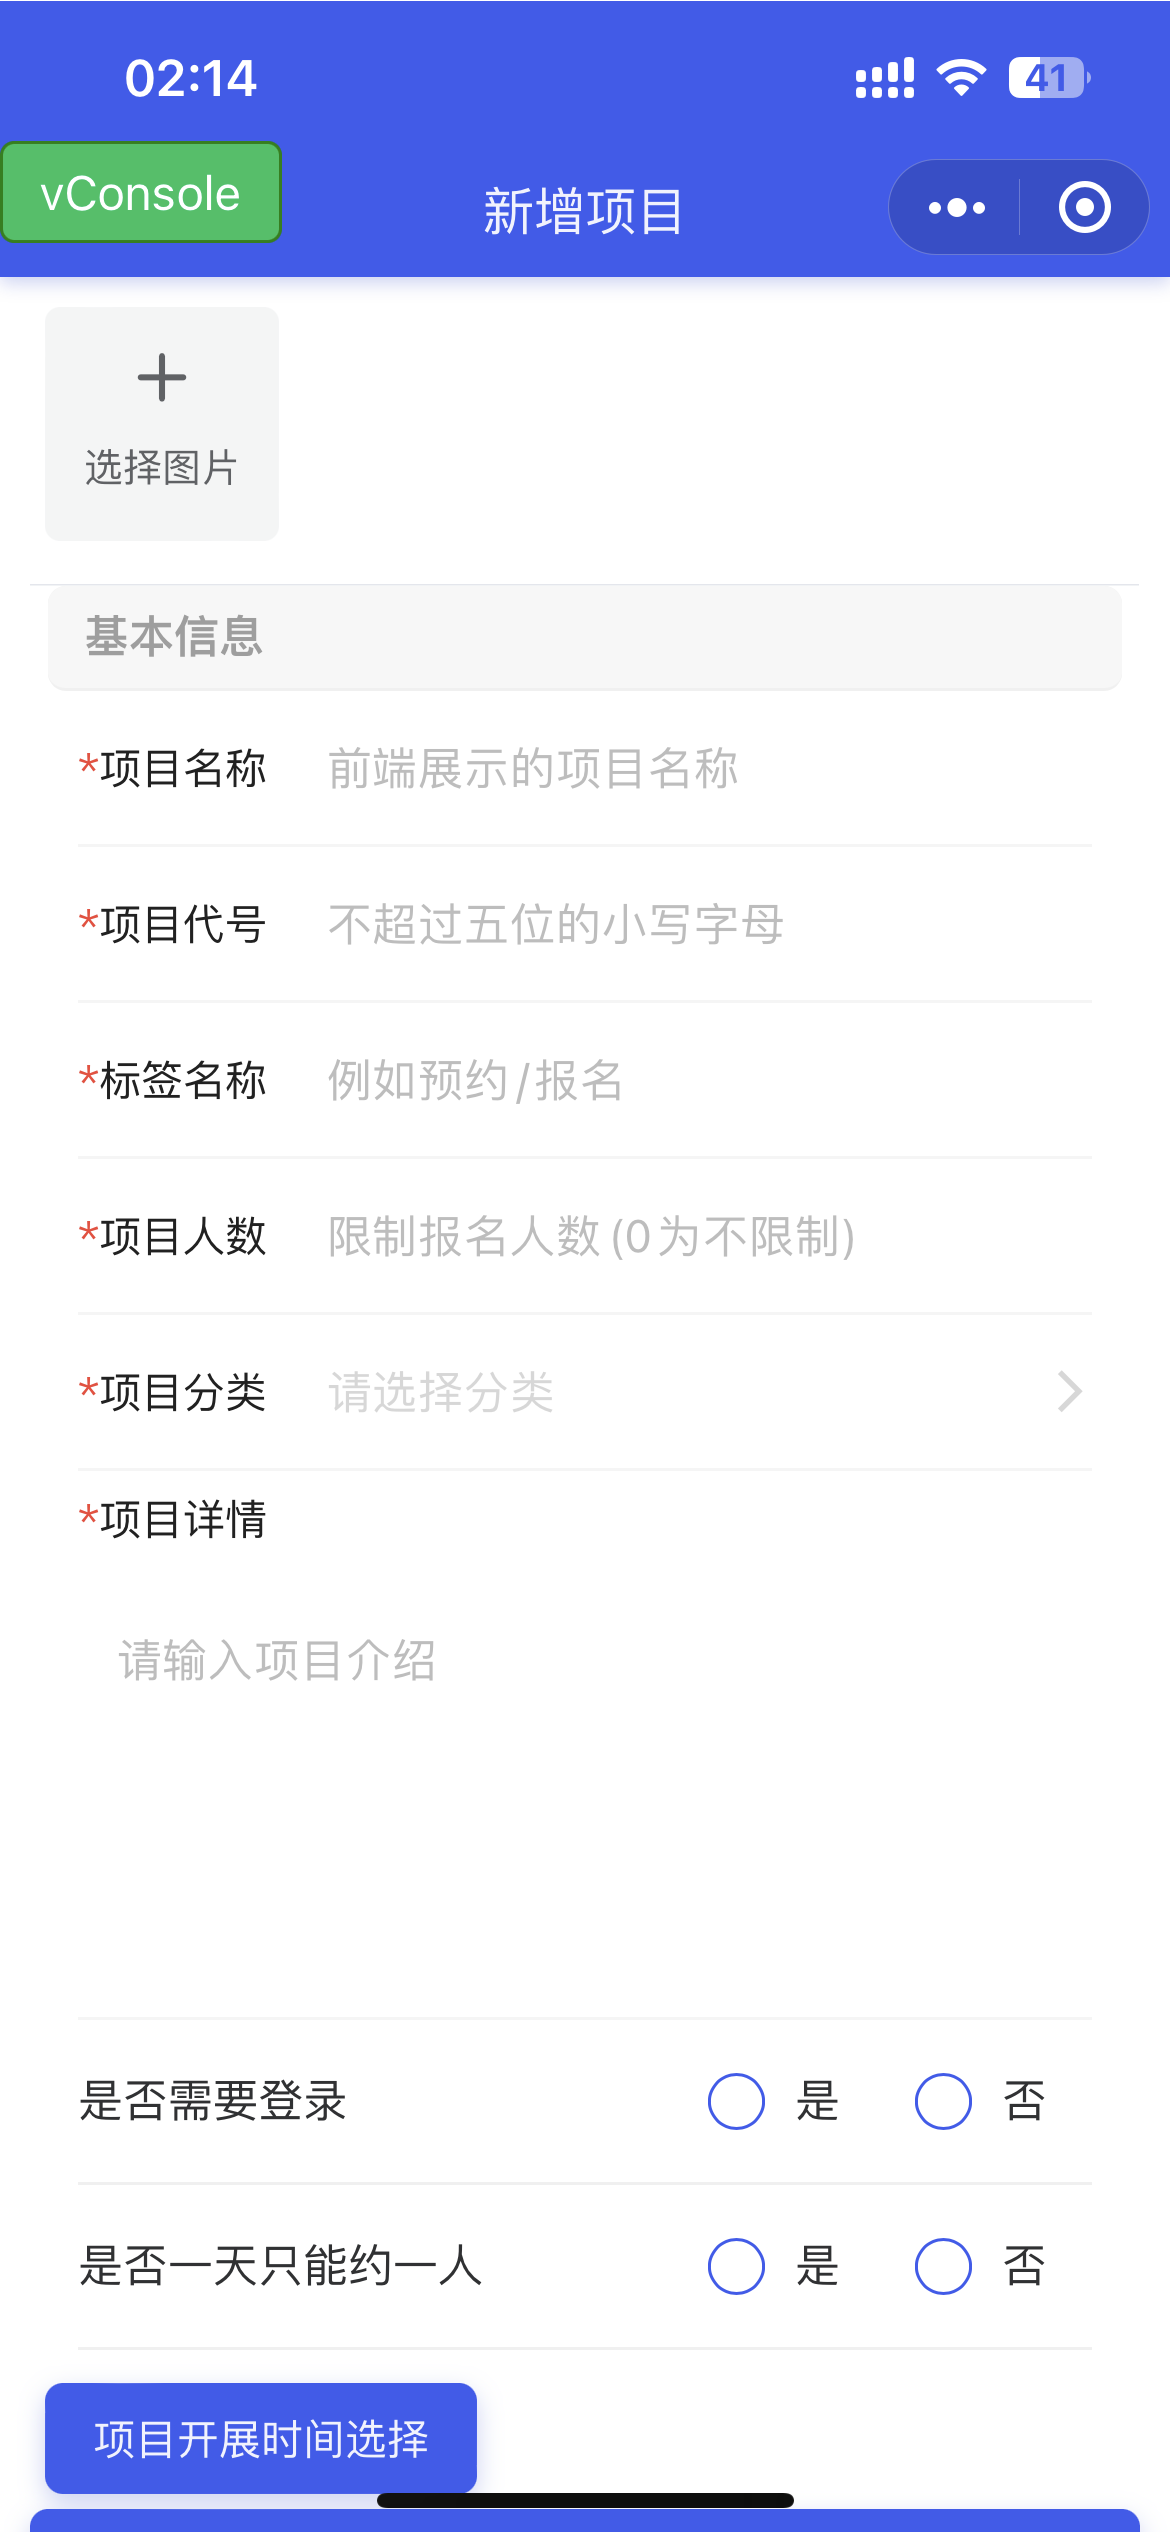 02:14
41
vConsole
新增项目
选择图片
基本信息
*项目名称 前端展示的项目名称
*项目代号 不超过五位的小写字母
*标签名称 例如预约/报名
*项目人数 限制报名人数(0为不限制)
*项目分类 请选择分类
*项目详情
请输入项目介绍
是否需要登录 是 否
是否一天只能约一人 是 否
项目开展时间选择